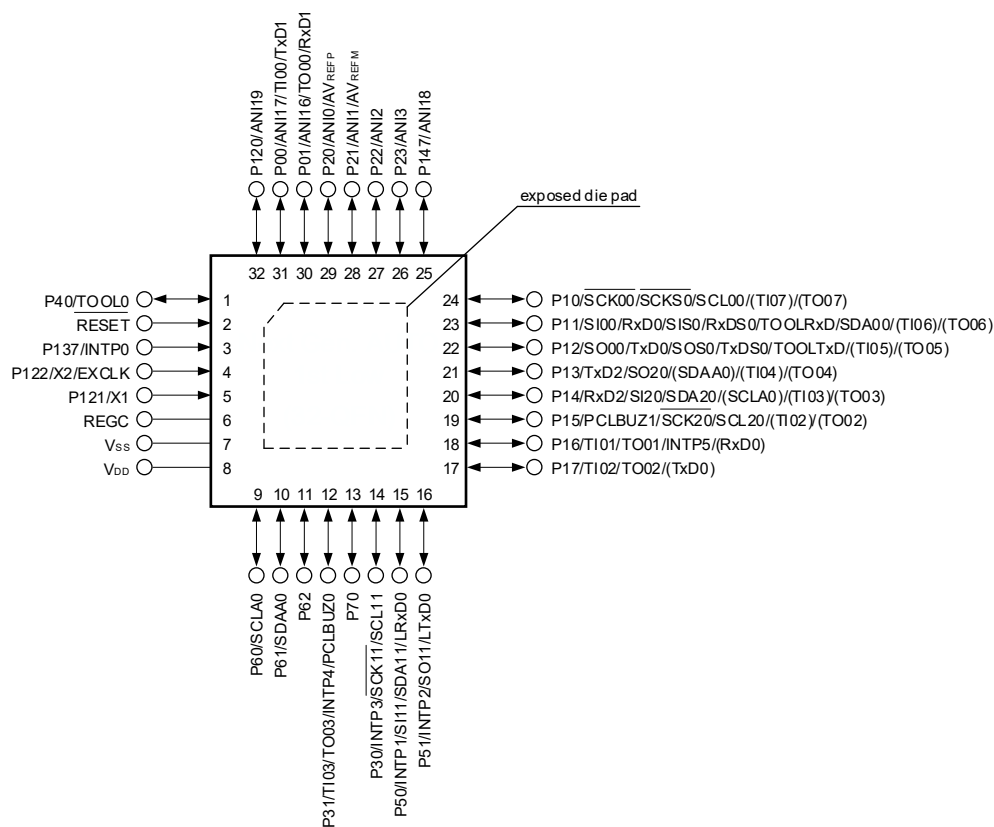 P120/ANI19
P00/ANI17/TI00/TxD1
P01/ANI16/TO00/RxD1
P20/ANI0/AVREFP
P21/ANI1/AVREFM
P22/ANI2
P23/ANI3
P147/ANI18
exposed die pad
32 31 30 29 28 27 26 25
P40/TOOL0 1
RESET 2
P137/INTP0 3
P122/X2/EXCLK 4
P121/X1 5
REGC 6
VSS 7
VDD 8
24 P10/SCK00/SCKS0/SCL00/(TI07)/(TO07)
23 P11/SI00/RxD0/SIS0/RxDS0/TOOLRxD/SDA00/(TI06)/(TO06)
22 P12/SO00/TxD0/SOS0/TxDS0/TOOLTxD/(TI05)/(TO05)
21 P13/TxD2/SO20/(SDAA0)/(TI04)/(TO04)
20 P14/RxD2/SI20/SDA20/(SCLA0)/(TI03)/(TO03)
19 P15/PCLBUZ1/SCK20/SCL20/(TI02)/(TO02)
18 P16/TI01/TO01/INTP5/(RxD0)
17 P17/TI02/TO02/(TxD0)
9 10 11 12 13 14 15 16
P60/SCLA0
P61/SDAA0
P62
P31/TI03/TO03/INTP4/PCLBUZ0
P70
P30/INTP3/SCK11/SCL11
P50/INTP1/SI11/SDA11/LRxD0
P51/INTP2/SO11/LTxD0